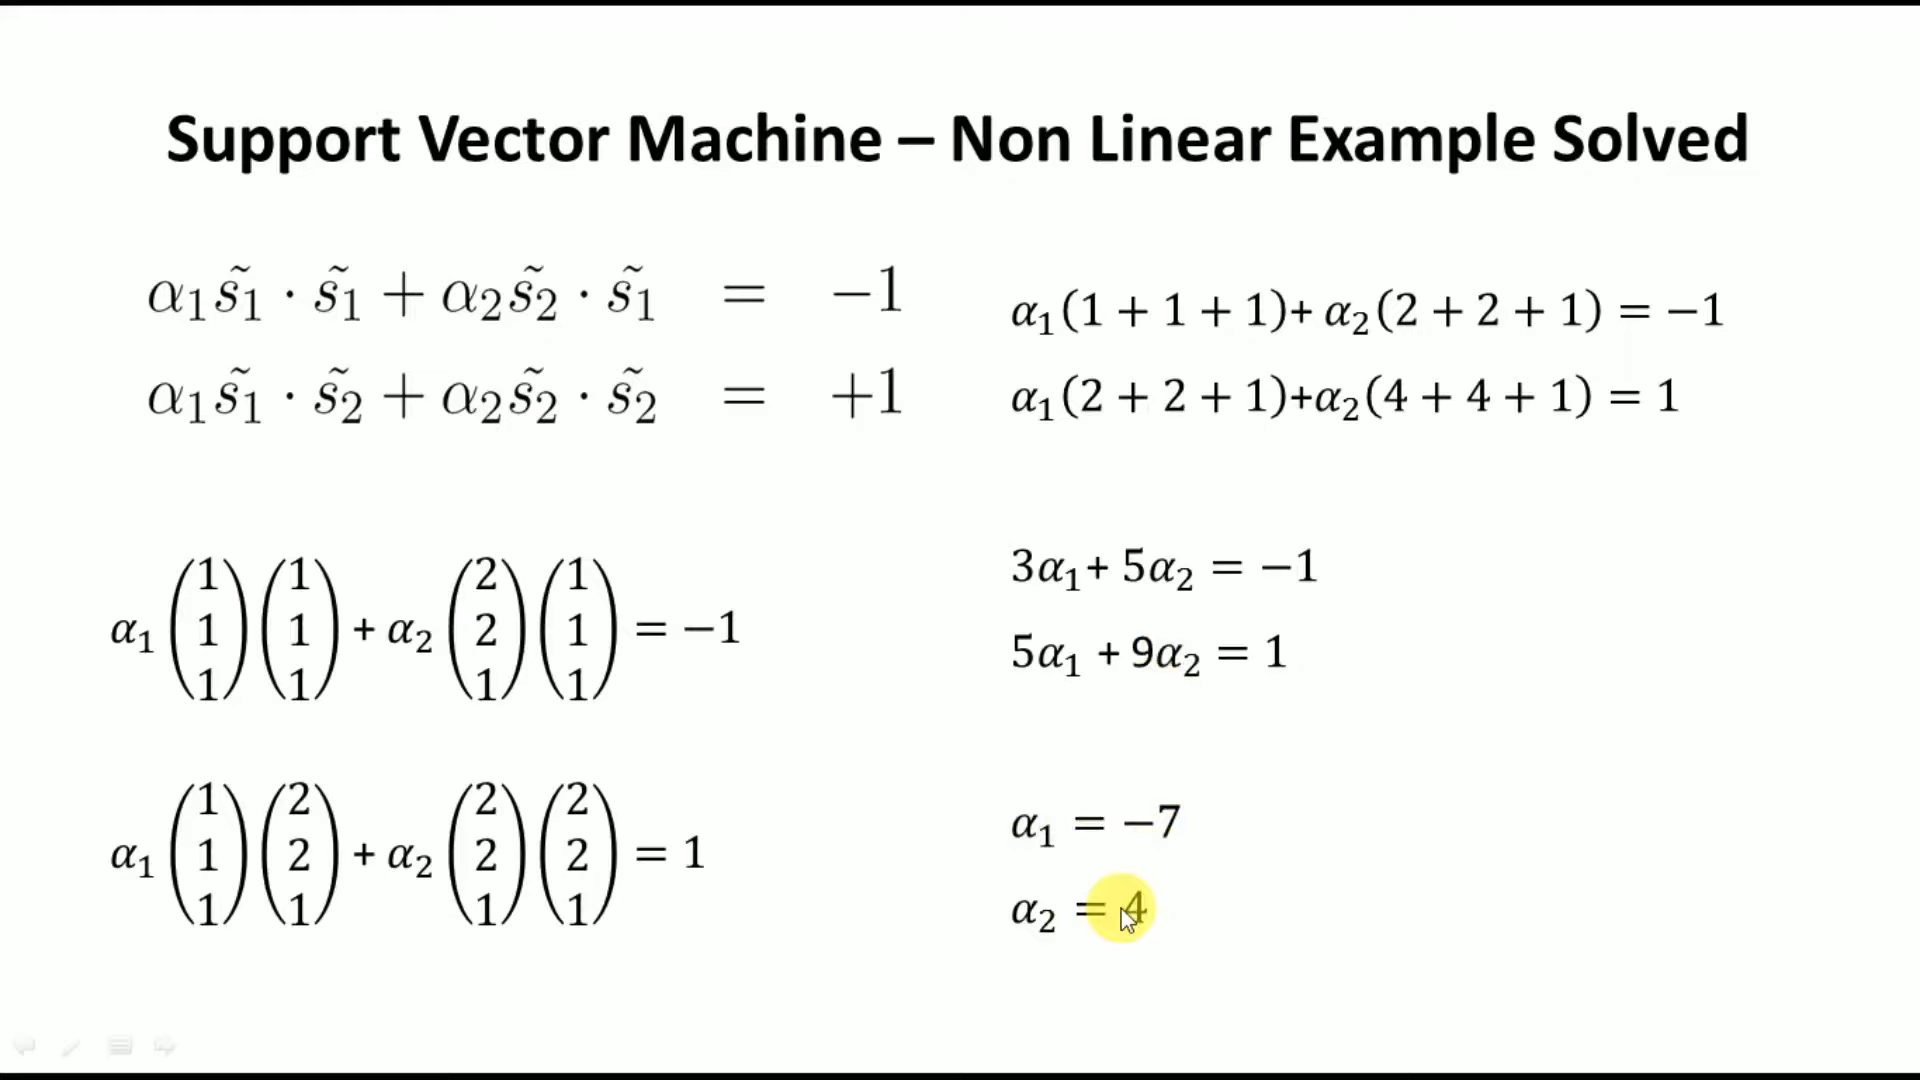 Support Vector Machine – Non Linear Example Solved
α₁s̃₁ · s̃₁ + α₂s̃₂ · s̃₁ = −1
α₁s̃₁ · s̃₂ + α₂s̃₂ · s̃₂ = +1
α₁(1 1 1)(1 1 1) + α₂(2 2 1)(1 1 1) = −1
α₁(1 1 1)(2 2 1) + α₂(2 2 1)(2 2 1) = 1
α₁(1 + 1 + 1)+ α₂(2 + 2 + 1) = −1
α₁(2 + 2 + 1)+α₂(4 + 4 + 1) = 1
3α₁+ 5α₂ = −1
5α₁ + 9α₂ = 1
α₁ = −7
α₂ = 4